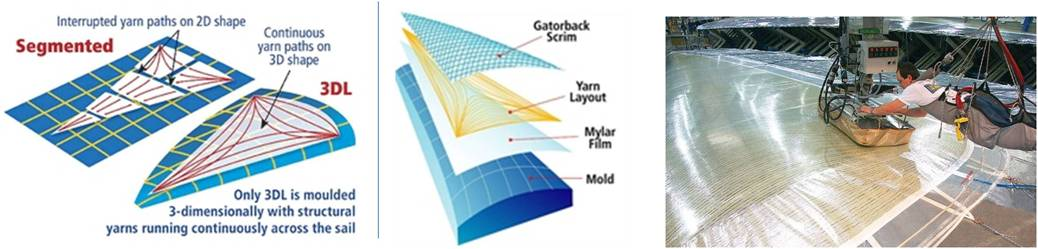 Interrupted yarn paths on 2D shape
Segmented
Continuous
yarn paths on
3D shape
3DL
Only 3DL is moulded
3-dimensionally with structural
yarns running continuously across the sail
Gatorback
Scrim
Yarn
Layout
Mylar
Film
Mold